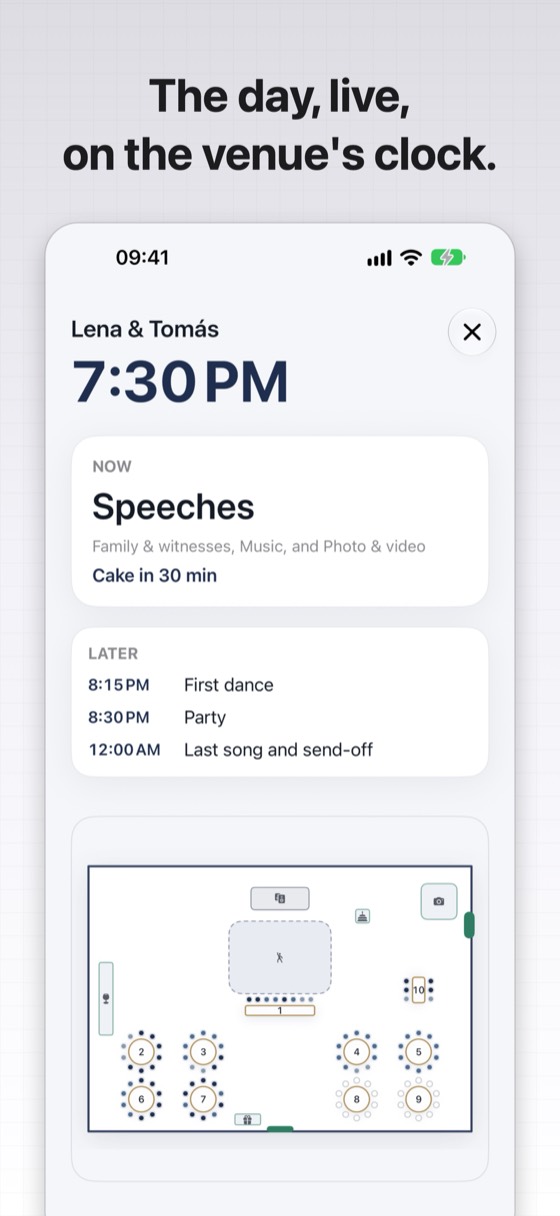 The day, live,
on the venue's clock.
09:41
Lena & Tomás
7:30 PM
NOW
Speeches
Family & witnesses, Music, and Photo & video
Cake in 30 min
LATER
8:15 PM First dance
8:30 PM Party
12:00 AM Last song and send-off
10
1
2 3 4 5
6 7 8 9